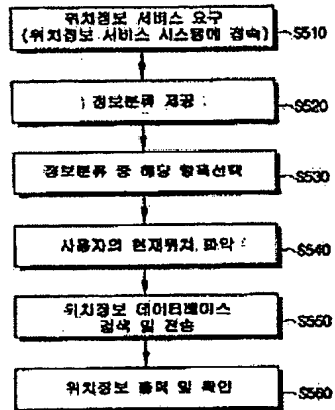 위치정보 서비스 요구
(위치정보 서비스 시스템에 접속)
S510
정보분류 제공
S520
정보분류 중 해당 항목선택
S530
사용자의 현재위치 파악
S540
위치정보 데이터베이스
검색 및 전송
S550
위치정보 출력 및 확인
S560